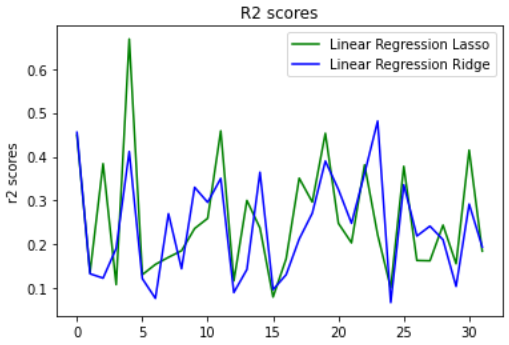 R2 scores
Linear Regression Lasso
Linear Regression Ridge
r2 scores
0.6
0.5
0.4
0.3
0.2
0.1
0 5 10 15 20 25 30